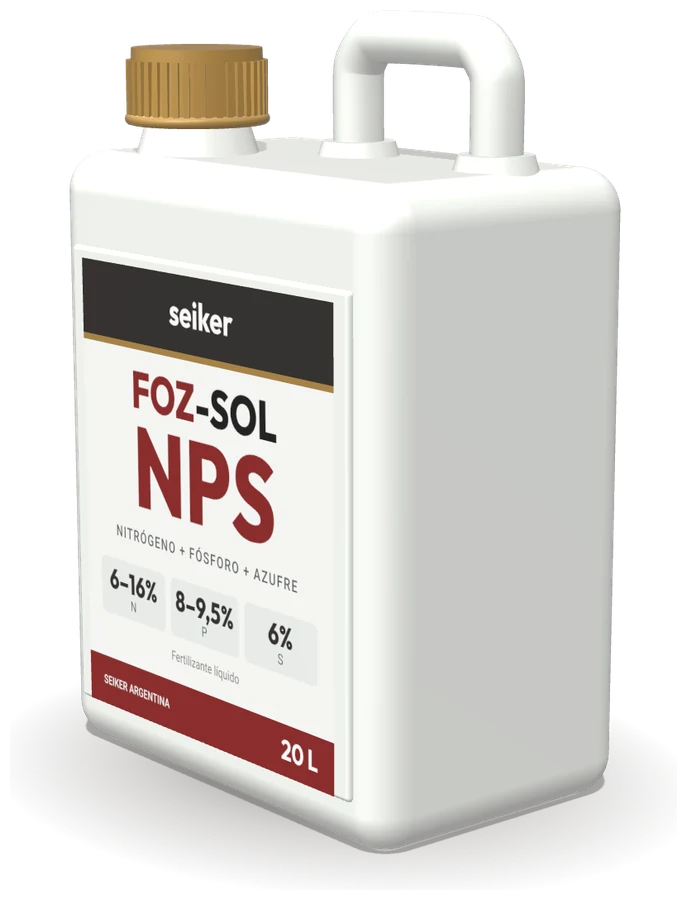 seiker
FOZ-SOL
NPS
NITRÓGENO + FÓSFORO + AZUFRE
6–16%
N
8–9,5%
P
6%
S
Fertilizante líquido
SEIKER ARGENTINA
20 L